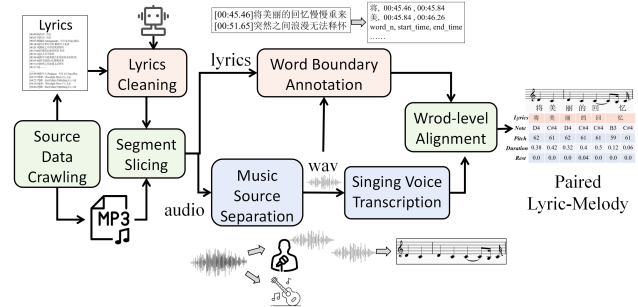 Lyrics
Lyrics
Cleaning
Source
Data
Crawling
MP3
Segment
Slicing
lyrics
audio
[00:45.46]将美丽的回忆慢慢重来
[00:51.65]突然之间浪漫无法释怀
将, 00:45.46 , 00:45.84
美, 00:45.84 , 00:46.26
word_n, start_time, end_time
......
Word Boundary
Annotation
Music
Source
Separation
wav
Singing Voice
Transcription
Wrod-level
Alignment
将 美 丽 的 回 忆
Lyrics 将 美 丽 的 回 忆
Note D4 C#4 D4 C#4 C#4 B3 C#4
Pitch 62 61 62 61 61 59 61
Duration 0.38 0.42 0.32 0.4 0.5 0.12 0.06
Rest 0.0 0.0 0.0 0.04 0.0 0.0 0.0
Paired
Lyric-Melody